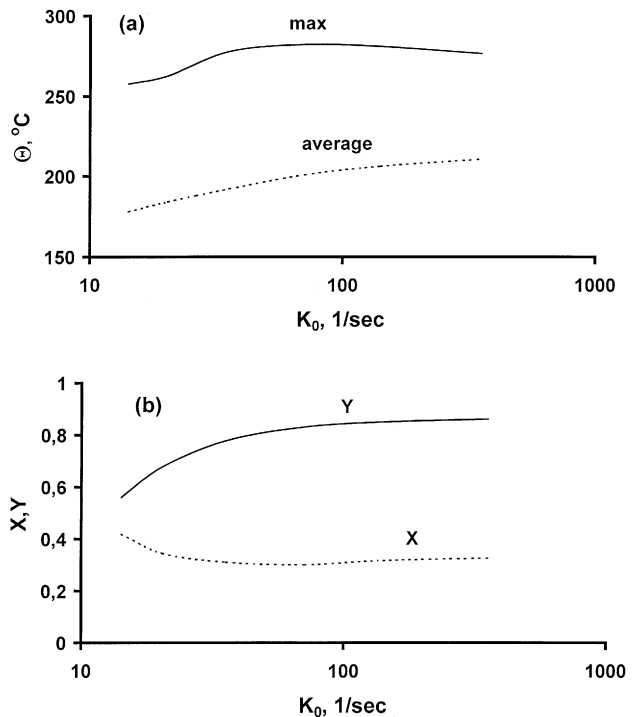 300
(a)
max
250
Θ, °C
average
200
150
10
100
1000
K₀, 1/sec
1
(b)
Y
0,8
0,6
X,Y
X
0,4
0,2
0
10
100
1000
K₀, 1/sec